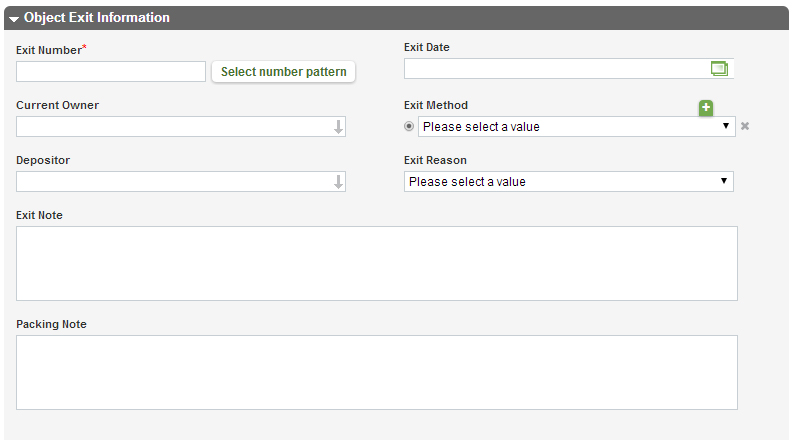 Object Exit Information
Exit Number*
Select number pattern
Exit Date
Current Owner
Exit Method
Please select a value
Depositor
Exit Reason
Please select a value
Exit Note
Packing Note